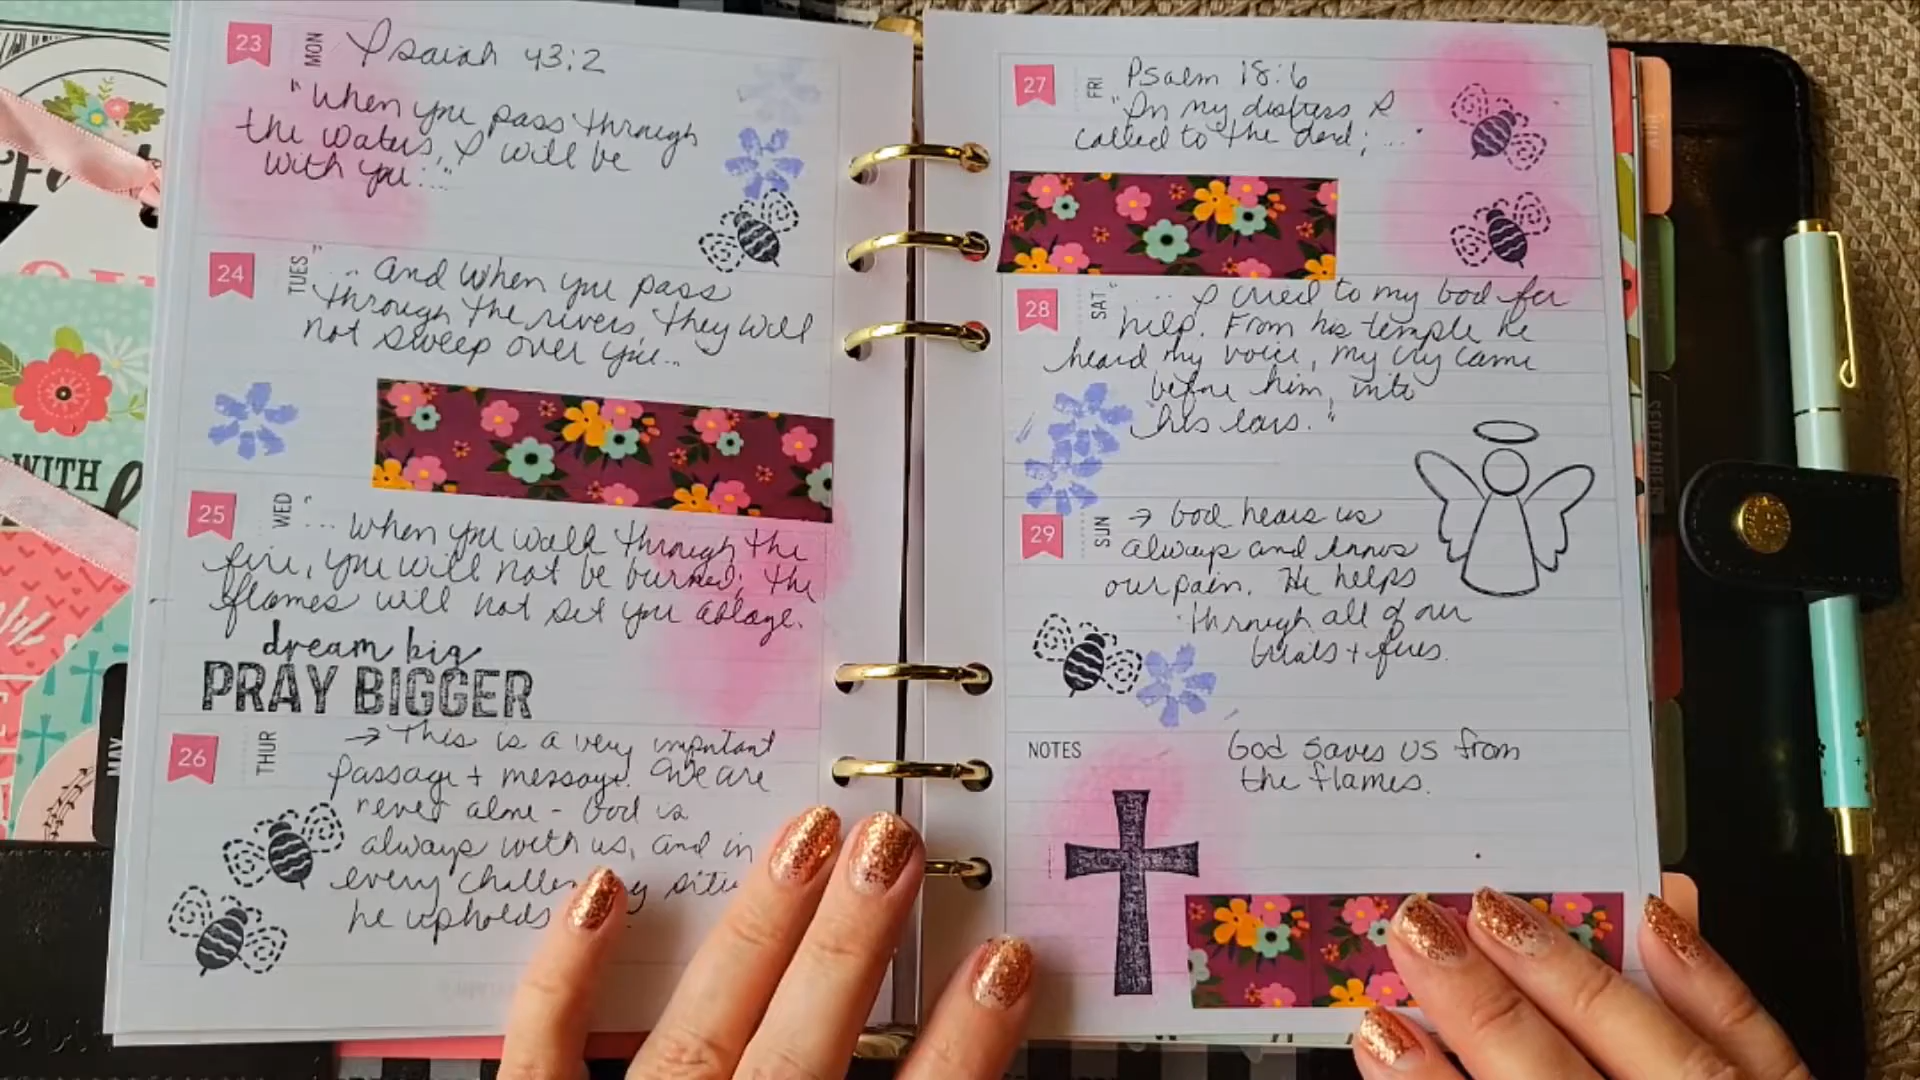 23
MON
Isaiah 43:2
"When you pass through
the waters, I will be
with you..."
24
TUES
"... and when you pass
through the rivers, they will
not sweep over you...
25
WED
"... When you walk through the
fire, you will not be burned; the
flames will not set you ablaze.
dream big
PRAY BIGGER
26
THUR
→ This is a very important
passage + message. We are
never alone - God is
always with us, and in
every
he upholds
27
FRI
Psalm 18:6
"In my distress I
called to the Lord; ...
28
SAT
"... I cried to my God for
help. From his temple he
heard my voice, my cry came
before him, into
his ears."
29
SUN
→ God hears us
always and knows
our pain. He helps
through all of our
trials + fires.
NOTES
God saves us from
the flames.
WITH
MAY
SEPTEMBER